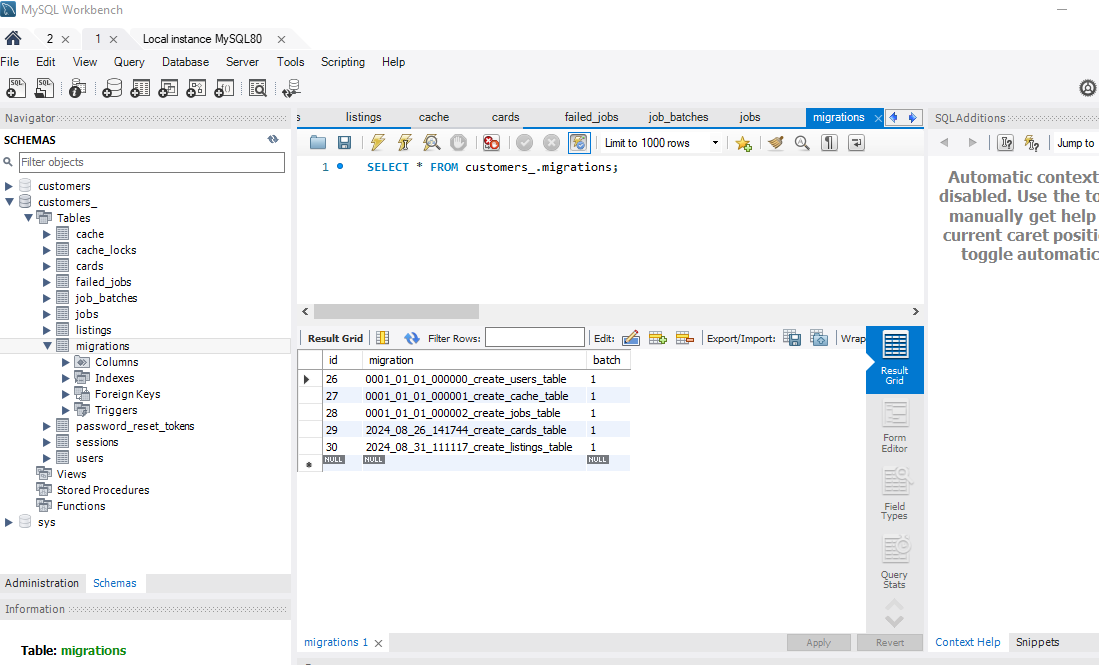 MySQL Workbench
2 × 1 × Local instance MySQL80 ×
File Edit View Query Database Server Tools Scripting Help
Navigator
SCHEMAS
Filter objects
customers
customers_
Tables
cache
cache_locks
cards
failed_jobs
job_batches
jobs
listings
migrations
Columns
Indexes
Foreign Keys
Triggers
password_reset_tokens
sessions
users
Views
Stored Procedures
Functions
sys
Administration Schemas
Information
Table: migrations
s listings cache cards failed_jobs job_batches jobs migrations ×
Limit to 1000 rows
1 SELECT * FROM customers_.migrations;
Result Grid Filter Rows: Edit: Export/Import: Wrap
id migration batch
26 0001_01_01_000000_create_users_table 1
27 0001_01_01_000001_create_cache_table 1
28 0001_01_01_000002_create_jobs_table 1
29 2024_08_26_141744_create_cards_table 1
30 2024_08_31_111117_create_listings_table 1
NULL NULL NULL
Result
Grid
Form
Editor
Field
Types
Query
Stats
migrations 1 × Apply Revert
SQLAdditions
Jump to
Automatic context
disabled. Use the to
manually get help
current caret positi
toggle automatic
Context Help Snippets